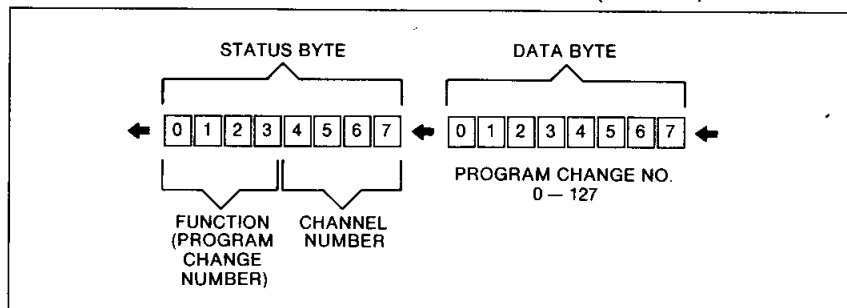 STATUS BYTE
DATA BYTE
0 1 2 3 4 5 6 7
0 1 2 3 4 5 6 7
FUNCTION
(PROGRAM
CHANGE
NUMBER)
CHANNEL
NUMBER
PROGRAM CHANGE NO.
0 — 127